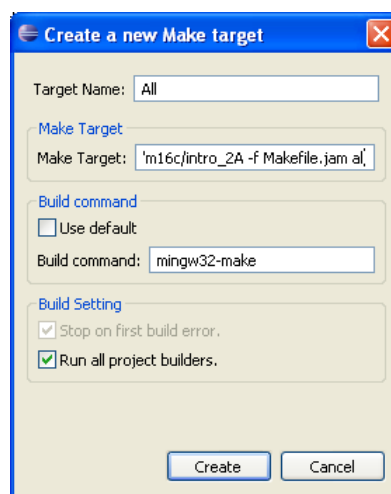 Create a new Make target
Target Name: All
Make Target
Make Target: 'm16c/intro_2A -f Makefile.jam al
Build command
Use default
Build command: mingw32-make
Build Setting
Stop on first build error.
Run all project builders.
Create Cancel